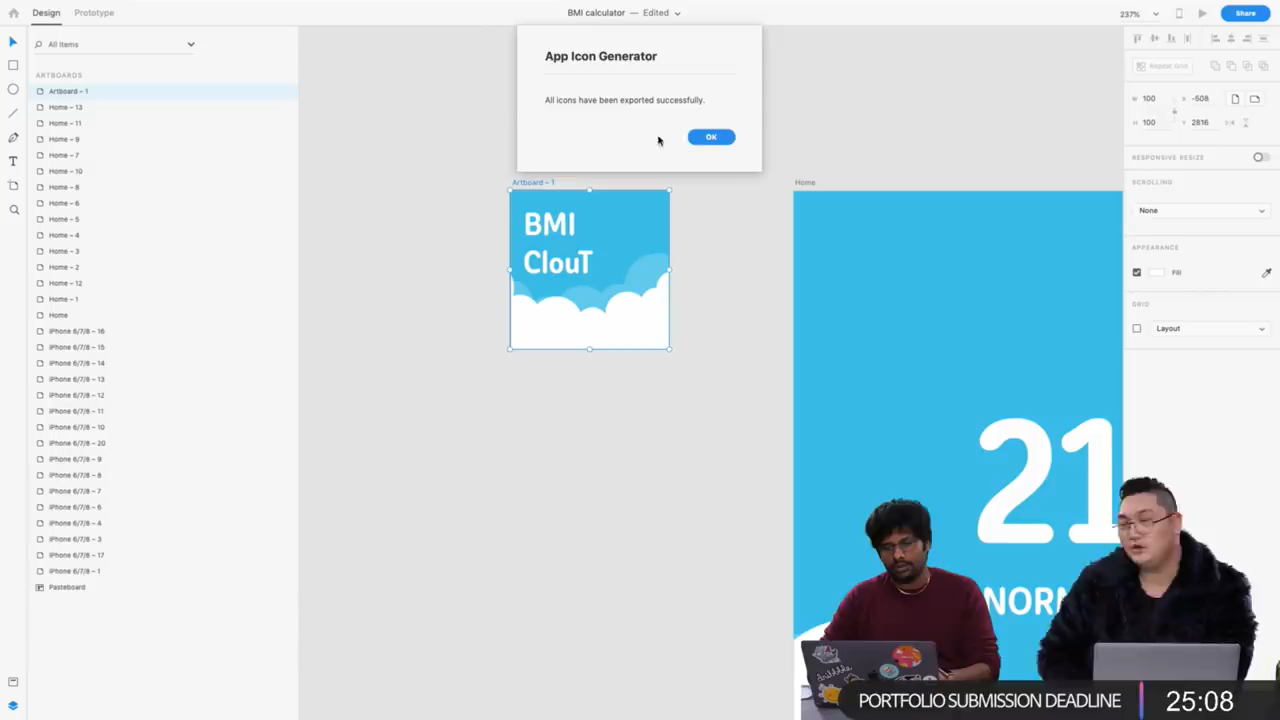 Design
Prototype
BMI calculator — Edited
237%
Share
All Items
ARTBOARDS
Artboard – 1
Home – 13
Home – 11
Home – 9
Home – 7
Home – 10
Home – 8
Home – 6
Home – 5
Home – 4
Home – 3
Home – 2
Home – 12
Home – 1
Home
iPhone 6/7/8 – 16
iPhone 6/7/8 – 15
iPhone 6/7/8 – 14
iPhone 6/7/8 – 13
iPhone 6/7/8 – 12
iPhone 6/7/8 – 11
iPhone 6/7/8 – 10
iPhone 6/7/8 – 20
iPhone 6/7/8 – 9
iPhone 6/7/8 – 8
iPhone 6/7/8 – 7
iPhone 6/7/8 – 6
iPhone 6/7/8 – 4
iPhone 6/7/8 – 3
iPhone 6/7/8 – 17
iPhone 6/7/8 – 1
Pasteboard
App Icon Generator
All icons have been exported successfully.
OK
Artboard – 1
BMI
ClouT
Home
21
NORM
Repeat Grid
W 100 X -508
H 100 Y 2816
RESPONSIVE RESIZE
SCROLLING
None
APPEARANCE
Fill
GRID
Layout
PORTFOLIO SUBMISSION DEADLINE
25:08